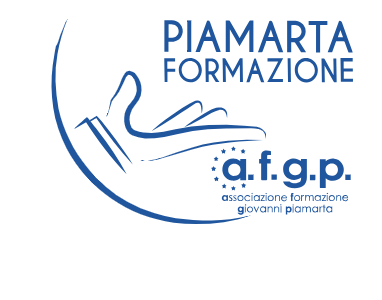 PIAMARTA
FORMAZIONE
a.f.g.p.
associazione formazione
giovanni piamarta